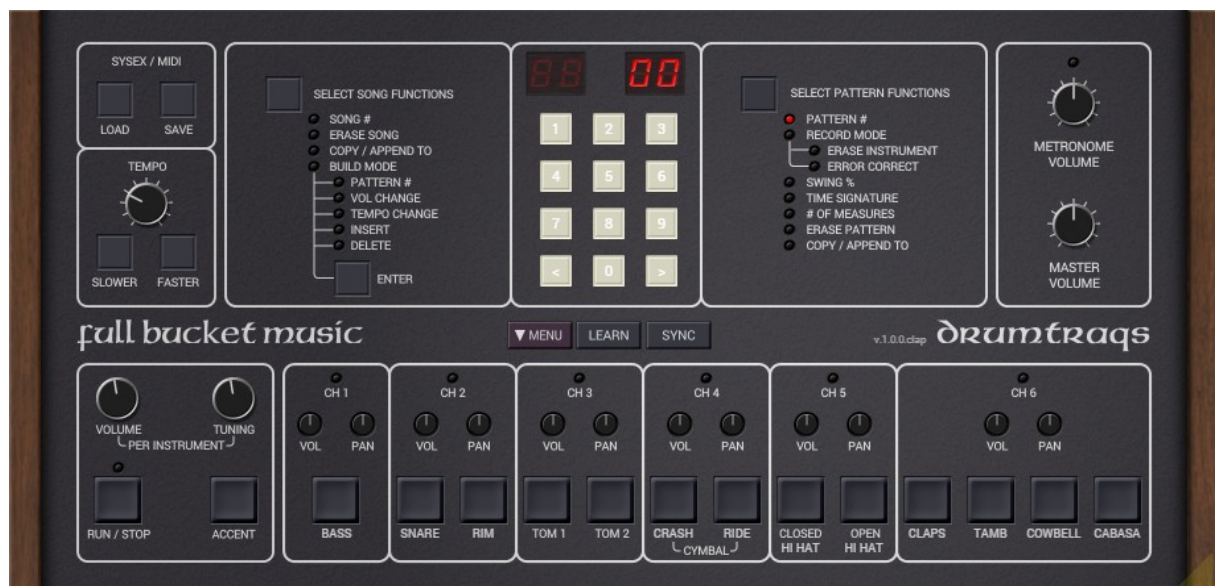 SYSEX / MIDI
LOAD SAVE
TEMPO
SLOWER FASTER
SELECT SONG FUNCTIONS
SONG #
ERASE SONG
COPY / APPEND TO
BUILD MODE
PATTERN #
VOL CHANGE
TEMPO CHANGE
INSERT
DELETE
ENTER
88 00
1 2 3
4 5 6
7 8 9
< 0 >
SELECT PATTERN FUNCTIONS
PATTERN #
RECORD MODE
ERASE INSTRUMENT
ERROR CORRECT
SWING %
TIME SIGNATURE
# OF MEASURES
ERASE PATTERN
COPY / APPEND TO
METRONOME
VOLUME
MASTER
VOLUME
full bucket music
▼ MENU LEARN SYNC
v.1.0.0.clap drumtraqs
VOLUME TUNING
PER INSTRUMENT
RUN / STOP ACCENT
CH 1
VOL PAN
BASS
CH 2
VOL PAN
SNARE RIM
CH 3
VOL PAN
TOM 1 TOM 2
CH 4
VOL PAN
CRASH RIDE
CYMBAL
CH 5
VOL PAN
CLOSED OPEN
HI HAT HI HAT
CH 6
VOL PAN
CLAPS TAMB COWBELL CABASA